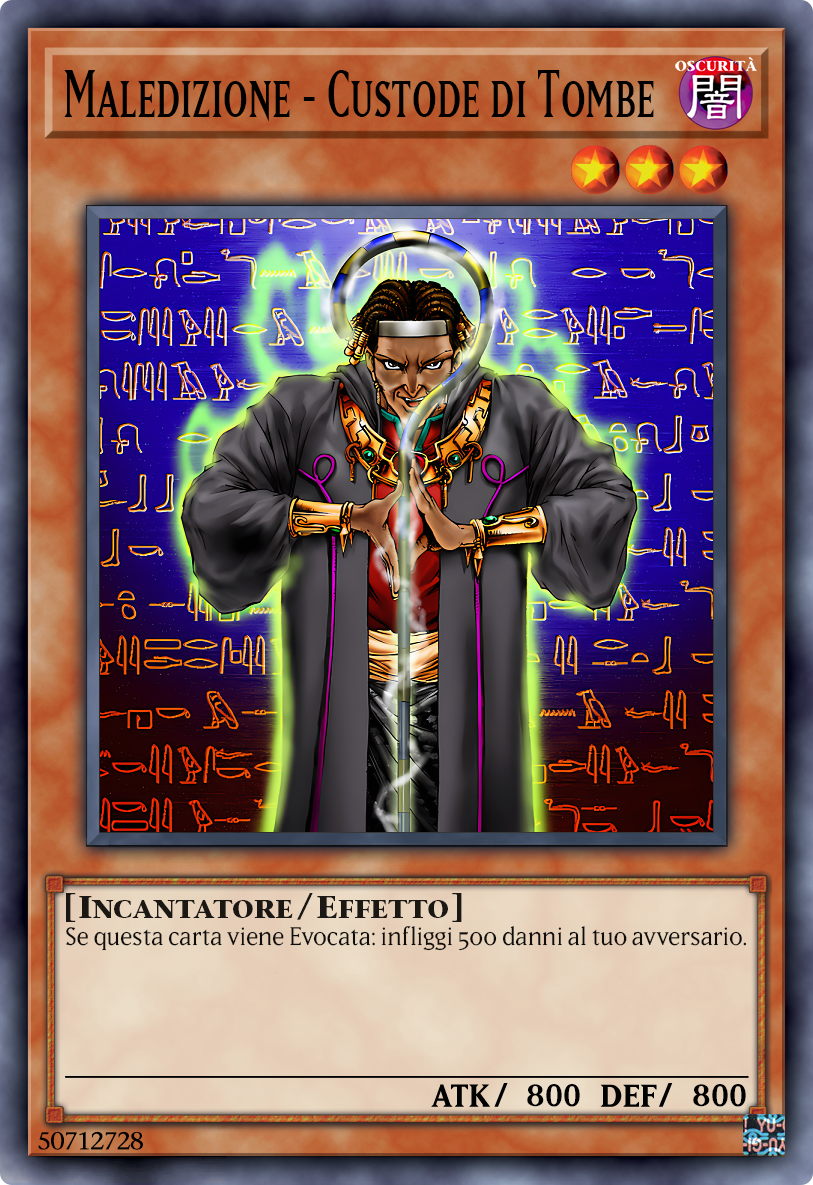 MALEDIZIONE - CUSTODE DI TOMBE
OSCURITÀ
闇
[INCANTATORE/EFFETTO]
Se questa carta viene Evocata: infliggi 500 danni al tuo avversario.
ATK/ 800 DEF/ 800
50712728